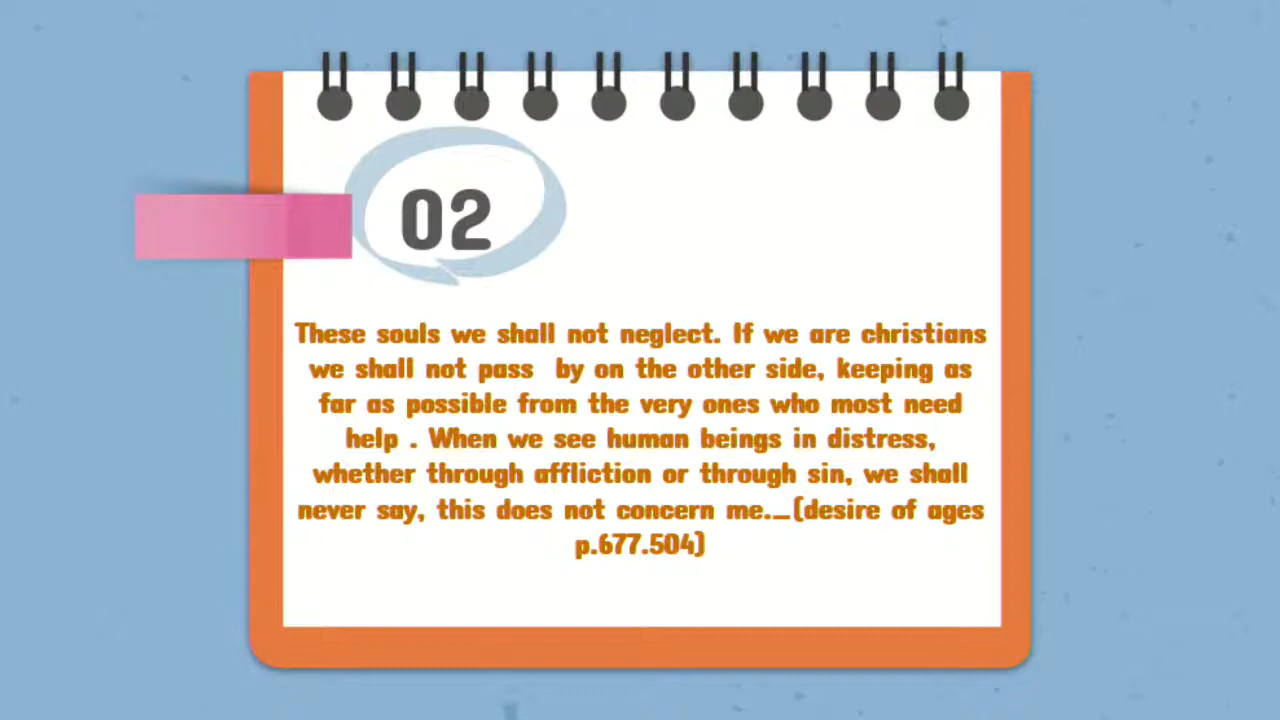 02
These souls we shall not neglect. If we are christians
we shall not pass by on the other side, keeping as
far as possible from the very ones who most need
help . When we see human beings in distress,
whether through affliction or through sin, we shall
never say, this does not concern me._(desire of ages
p.677.504)